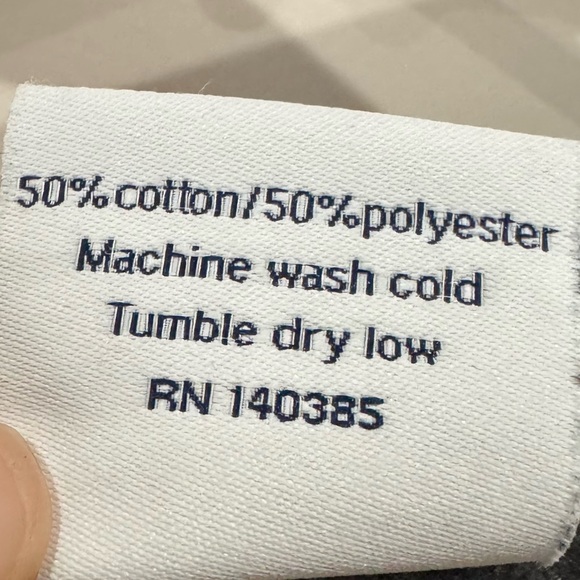 50% cotton/50% polyester
Machine wash cold
Tumble dry low
RN 140385